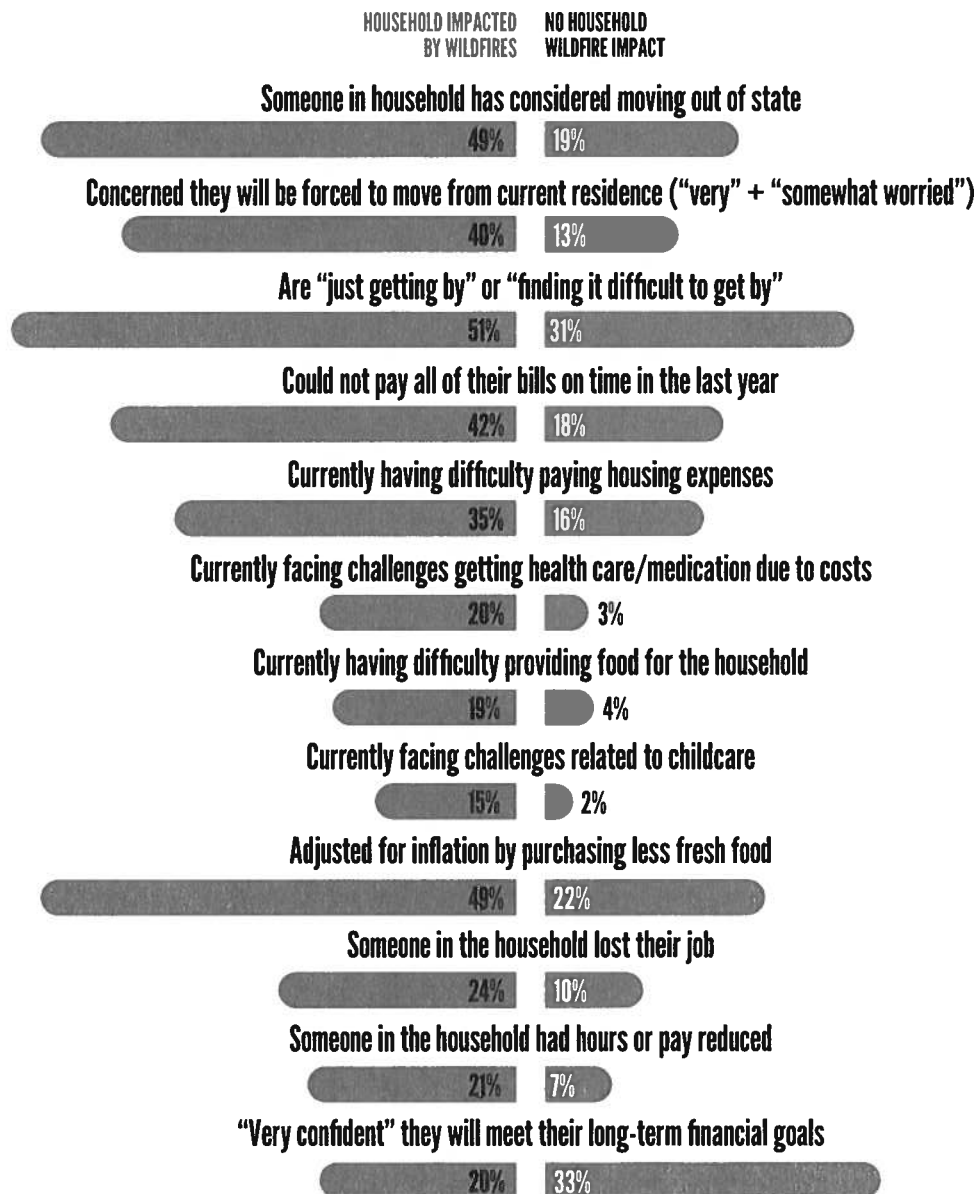 HOUSEHOLD IMPACTED
BY WILDFIRES
NO HOUSEHOLD
WILDFIRE IMPACT
Someone in household has considered moving out of state
49% 19%
Concerned they will be forced to move from current residence (“very” + “somewhat worried”)
40% 13%
Are “just getting by” or “finding it difficult to get by”
51% 31%
Could not pay all of their bills on time in the last year
42% 18%
Currently having difficulty paying housing expenses
35% 16%
Currently facing challenges getting health care/medication due to costs
20% 3%
Currently having difficulty providing food for the household
19% 4%
Currently facing challenges related to childcare
15% 2%
Adjusted for inflation by purchasing less fresh food
49% 22%
Someone in the household lost their job
24% 10%
Someone in the household had hours or pay reduced
21% 7%
“Very confident” they will meet their long-term financial goals
20% 33%